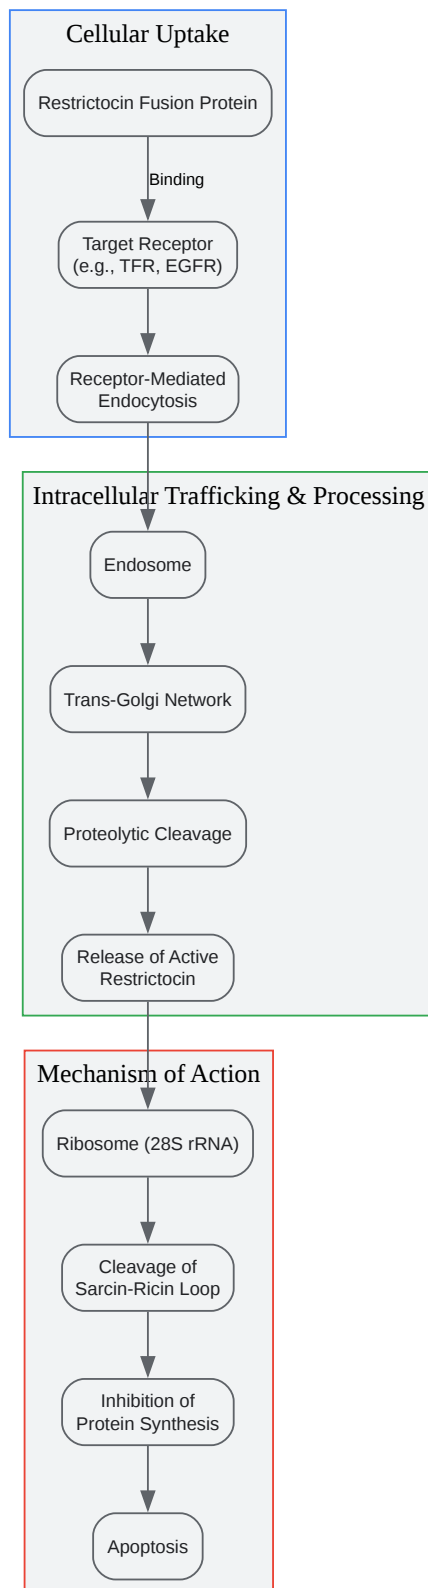 Cellular Uptake
Restrictocin Fusion Protein
Binding
Target Receptor
(e.g., TFR, EGFR)
Receptor-Mediated
Endocytosis
Intracellular Trafficking & Processing
Endosome
Trans-Golgi Network
Proteolytic Cleavage
Release of Active
Restrictocin
Mechanism of Action
Ribosome (28S rRNA)
Cleavage of
Sarcin-Ricin Loop
Inhibition of
Protein Synthesis
Apoptosis